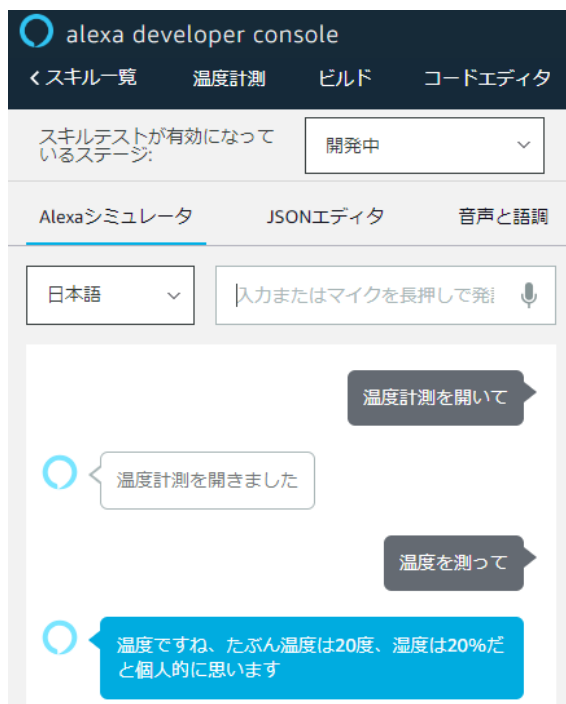 alexa developer console
スキル一覧 温度計測 ビルド コードエディタ
スキルテストが有効になって
いるステージ:
開発中
Alexaシミュレータ JSONエディタ 音声と語調
日本語 入力またはマイクを長押しで発
温度計測を開いて
温度計測を開きました
温度を測って
温度ですね、たぶん温度は20度、湿度は20%だ
と個人的に思います